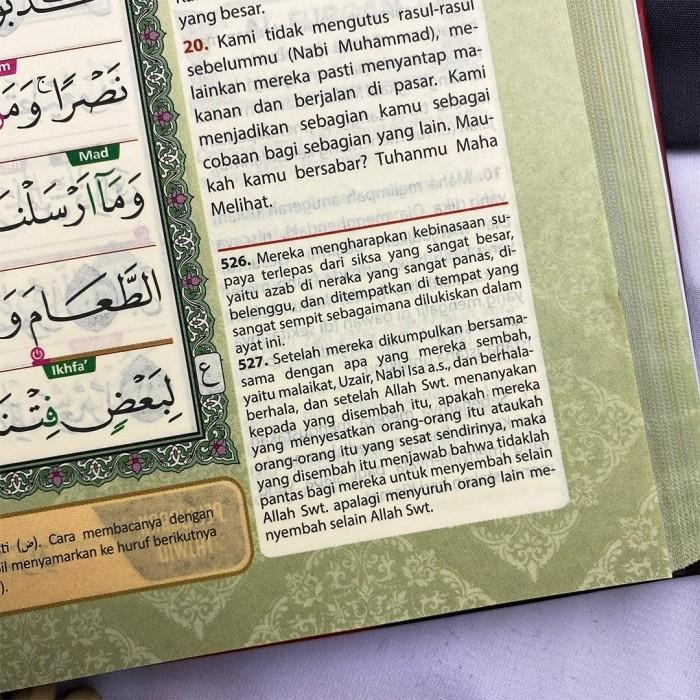 yang besar.
20. Kami tidak mengutus rasul-rasul
sebelummu (Nabi Muhammad), me-
lainkan mereka pasti menyantap ma-
kanan dan berjalan di pasar. Kami
menjadikan sebagian kamu sebagai
cobaan bagi sebagian yang lain. Mau-
kah kamu bersabar? Tuhanmu Maha
Melihat.
526. Mereka mengharapkan kebinasaan su-
paya terlepas dari siksa yang sangat besar,
yaitu azab di neraka yang sangat panas, di-
belenggu, dan ditempatkan di tempat yang
sangat sempit sebagaimana dilukiskan dalam
ayat ini.
527. Setelah mereka dikumpulkan bersama-
sama dengan apa yang mereka sembah,
yaitu malaikat, Uzair, Nabi Isa a.s., dan berhala-
berhala, dan setelah Allah Swt. menanyakan
kepada yang disembah itu, apakah mereka
yang menyesatkan orang-orang itu ataukah
orang-orang itu yang sesat sendirinya, maka
yang disembah itu menjawab bahwa tidaklah
pantas bagi mereka untuk menyembah selain
Allah Swt. apalagi menyuruh orang lain me-
nyembah selain Allah Swt.
نَصْرًا ۚ وَمَ
Mad
وَمَآ اَرْسَلْنَ
الطَّعَامَ وَ
Ikhfa'
لِبَعْضٍ فِتْنَ
ع
ti (ض). Cara membacanya dengan
il menyamarkan ke huruf berikutnya
).